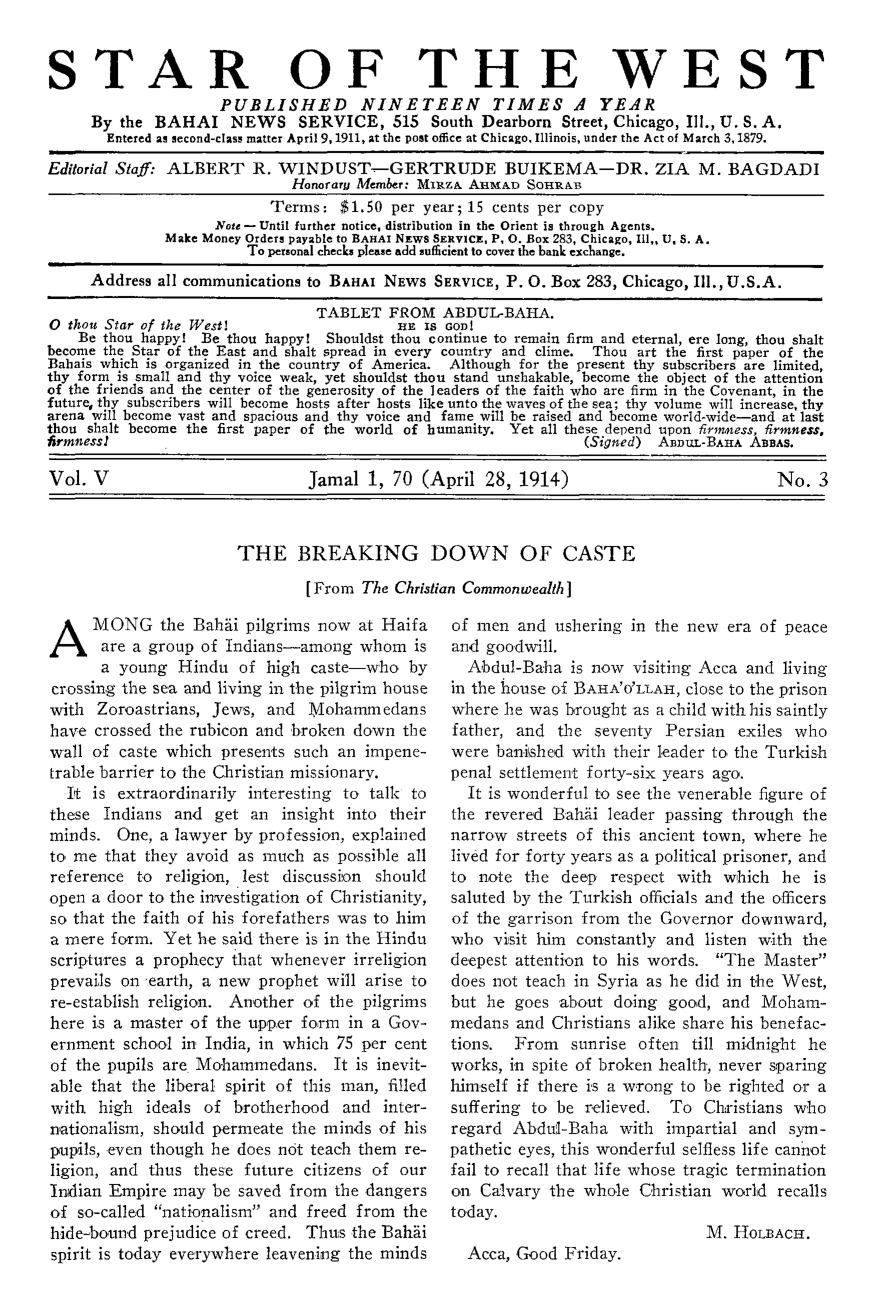 STAR OF THE WEST
PUBLISHED NINETEEN TIMES A YEAR
By the BAHAI NEWS SERVICE, 515 South Dearborn Street, Chicago, Ill., U. S. A.
Entered as second-class matter April 9, 1911, at the post office at Chicago, Illinois, under the Act of March 3, 1879.
Editorial Staff: ALBERT R. WINDUST—GERTRUDE BUIKEMA—DR. ZIA M. BAGDADI
Honorary Member: MIRZA AHMAD SOHRAB
Terms: $1.50 per year; 15 cents per copy
Note — Until further notice, distribution in the Orient is through Agents.
Make Money Orders payable to BAHAI NEWS SERVICE, P. O. Box 283, Chicago, Ill,, U, S. A.
To personal checks please add sufficient to cover the bank exchange.
Address all communications to BAHAI NEWS SERVICE, P. O. Box 283, Chicago, Ill., U.S.A.
TABLET FROM ABDUL-BAHA.
O thou Star of the West! HE IS GOD!
Be thou happy! Be thou happy! Shouldst thou continue to remain firm and eternal, ere long, thou shalt
become the Star of the East and shalt spread in every country and clime. Thou art the first paper of the
Bahais which is organized in the country of America. Although for the present thy subscribers are limited,
thy form is small and thy voice weak, yet shouldst thou stand unshakable, become the object of the attention
of the friends and the center of the generosity of the leaders of the faith who are firm in the Covenant, in the
future, thy subscribers will become hosts after hosts like unto the waves of the sea; thy volume will increase, thy
arena will become vast and spacious and thy voice and fame will be raised and become world-wide—and at last
thou shalt become the first paper of the world of humanity. Yet all these depend upon firmness, firmness,
firmness! (Signed) ABDUL-BAHA ABBAS.
Vol. V Jamal 1, 70 (April 28, 1914) No. 3
THE BREAKING DOWN OF CASTE
[From The Christian Commonwealth]
AMONG the Bahäi pilgrims now at Haifa
are a group of Indians—among whom is
a young Hindu of high caste—who by
crossing the sea and living in the pilgrim house
with Zoroastrians, Jews, and Mohammedans
have crossed the rubicon and broken down the
wall of caste which presents such an impene-
trable barrier to the Christian missionary.
It is extraordinarily interesting to talk to
these Indians and get an insight into their
minds. One, a lawyer by profession, explained
to me that they avoid as much as possible all
reference to religion, lest discussion should
open a door to the investigation of Christianity,
so that the faith of his forefathers was to him
a mere form. Yet he said there is in the Hindu
scriptures a prophecy that whenever irreligion
prevails on earth, a new prophet will arise to
re-establish religion. Another of the pilgrims
here is a master of the upper form in a Gov-
ernment school in India, in which 75 per cent
of the pupils are Mohammedans. It is inevit-
able that the liberal spirit of this man, filled
with high ideals of brotherhood and inter-
nationalism, should permeate the minds of his
pupils, even though he does not teach them re-
ligion, and thus these future citizens of our
Indian Empire may be saved from the dangers
of so-called "nationalism" and freed from the
hide-bound prejudice of creed. Thus the Bahäi
spirit is today everywhere leavening the minds
of men and ushering in the new era of peace
and goodwill.
Abdul-Baha is now visiting Acca and living
in the house of BAHA'O'LLAH, close to the prison
where he was brought as a child with his saintly
father, and the seventy Persian exiles who
were banished with their leader to the Turkish
penal settlement forty-six years ago.
It is wonderful to see the venerable figure of
the revered Bahäi leader passing through the
narrow streets of this ancient town, where he
lived for forty years as a political prisoner, and
to note the deep respect with which he is
saluted by the Turkish officials and the officers
of the garrison from the Governor downward,
who visit him constantly and listen with the
deepest attention to his words. "The Master"
does not teach in Syria as he did in the West,
but he goes about doing good, and Moham-
medans and Christians alike share his benefac-
tions. From sunrise often till midnight he
works, in spite of broken health, never sparing
himself if there is a wrong to be righted or a
suffering to be relieved. To Christians who
regard Abdul-Baha with impartial and sym-
pathetic eyes, this wonderful selfless life cannot
fail to recall that life whose tragic termination
on Calvary the whole Christian world recalls
today.
M. HOLBACH.
Acca, Good Friday.